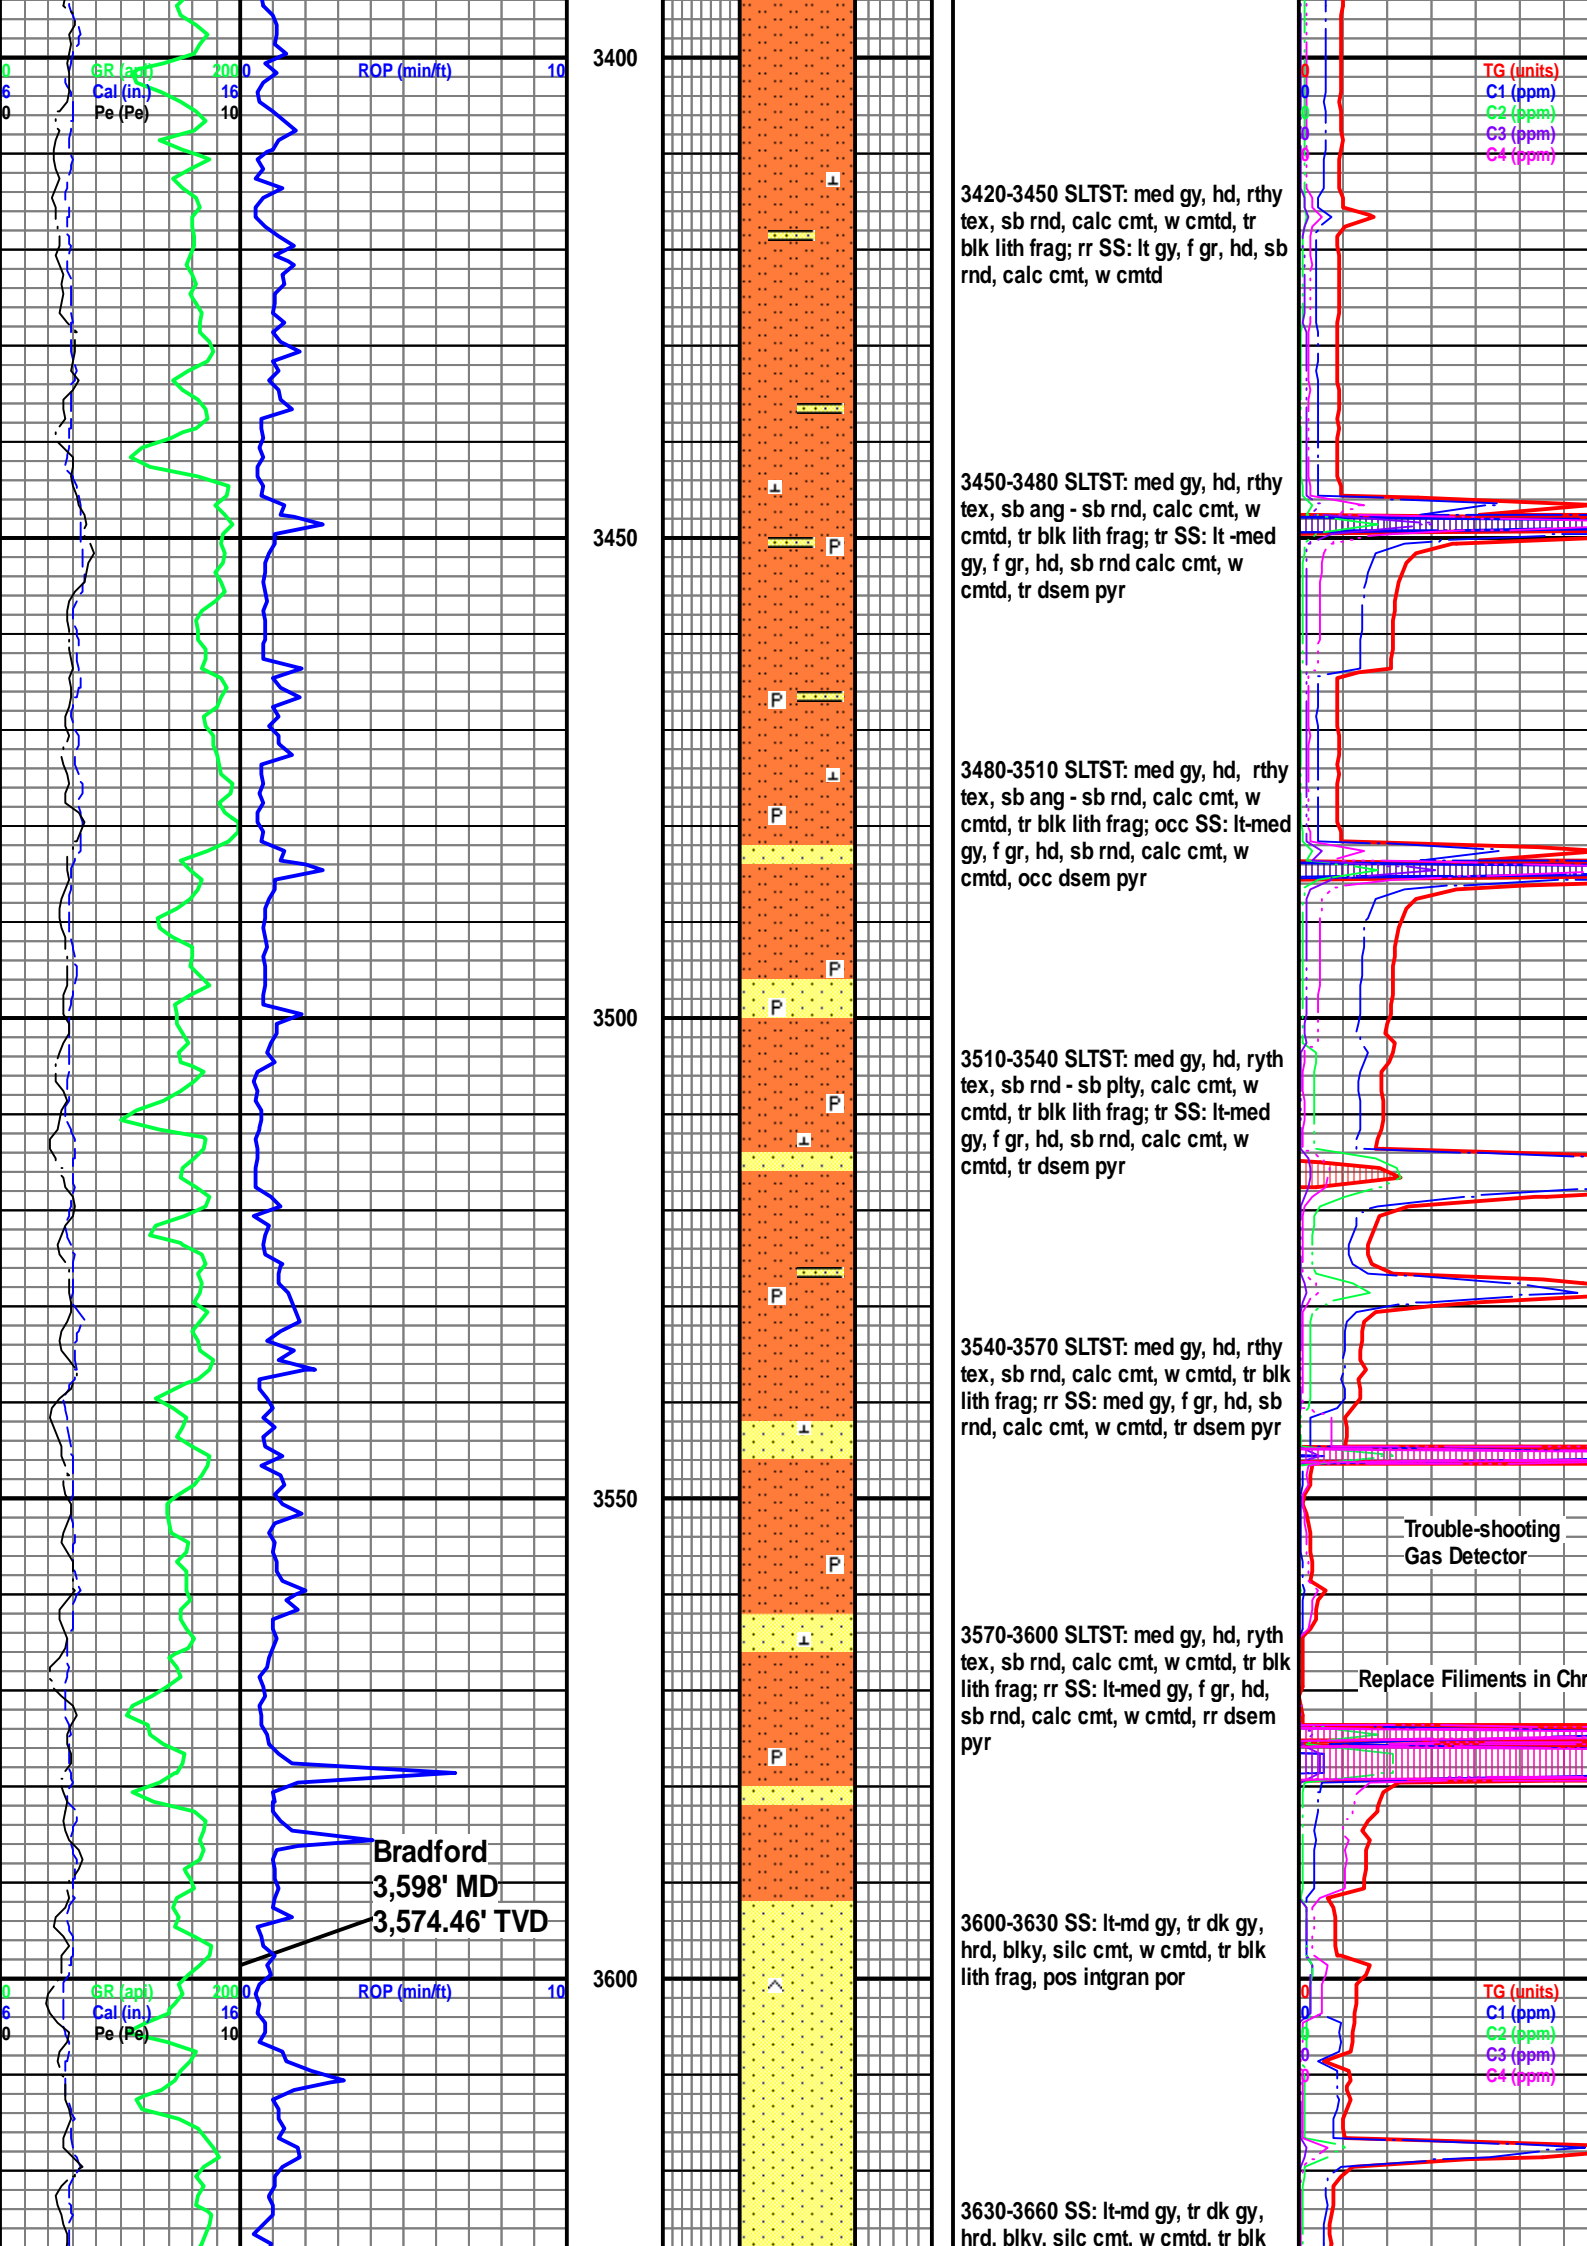 3400
0 GR (api) 200 0 ROP (min/ft) 10
6 Cal (in.) 16
0 Pe (Pe) 10
0 TG (units)
0 C1 (ppm)
0 C2 (ppm)
0 C3 (ppm)
0 C4 (ppm)
3420-3450 SLTST: med gy, hd, rthy
tex, sb rnd, calc cmt, w cmtd, tr
blk lith frag; rr SS: lt gy, f gr, hd, sb
rnd, calc cmt, w cmtd
3450-3480 SLTST: med gy, hd, rthy
tex, sb ang - sb rnd, calc cmt, w
cmtd, tr blk lith frag; tr SS: lt -med
gy, f gr, hd, sb rnd calc cmt, w
cmtd, tr dsem pyr
3450
P
P
3480-3510 SLTST: med gy, hd, rthy
tex, sb ang - sb rnd, calc cmt, w
cmtd, tr blk lith frag; occ SS: lt-med
gy, f gr, hd, sb rnd, calc cmt, w
cmtd, occ dsem pyr
P
P
P
3500
3510-3540 SLTST: med gy, hd, ryth
tex, sb rnd - sb plty, calc cmt, w
cmtd, tr blk lith frag; tr SS: lt-med
gy, f gr, hd, sb rnd, calc cmt, w
cmtd, tr dsem pyr
P
P
3540-3570 SLTST: med gy, hd, rthy
tex, sb rnd, calc cmt, w cmtd, tr blk
lith frag; rr SS: med gy, f gr, hd, sb
rnd, calc cmt, w cmtd, tr dsem pyr
3550
Trouble-shooting
Gas Detector
P
3570-3600 SLTST: med gy, hd, ryth
tex, sb rnd, calc cmt, w cmtd, tr blk
lith frag; rr SS: lt-med gy, f gr, hd,
sb rnd, calc cmt, w cmtd, rr dsem
pyr
Replace Filiments in Chr
P
Bradford
3,598' MD
3,574.46' TVD
3600-3630 SS: lt-md gy, tr dk gy,
hrd, blky, silc cmt, w cmtd, tr blk
lith frag, pos intgran por
3600
0 GR (api) 200 0 ROP (min/ft) 10
6 Cal (in.) 16
0 Pe (Pe) 10
0 TG (units)
0 C1 (ppm)
0 C2 (ppm)
0 C3 (ppm)
0 C4 (ppm)
3630-3660 SS: lt-md gy, tr dk gy,
hrd, blky, silc cmt, w cmtd, tr blk